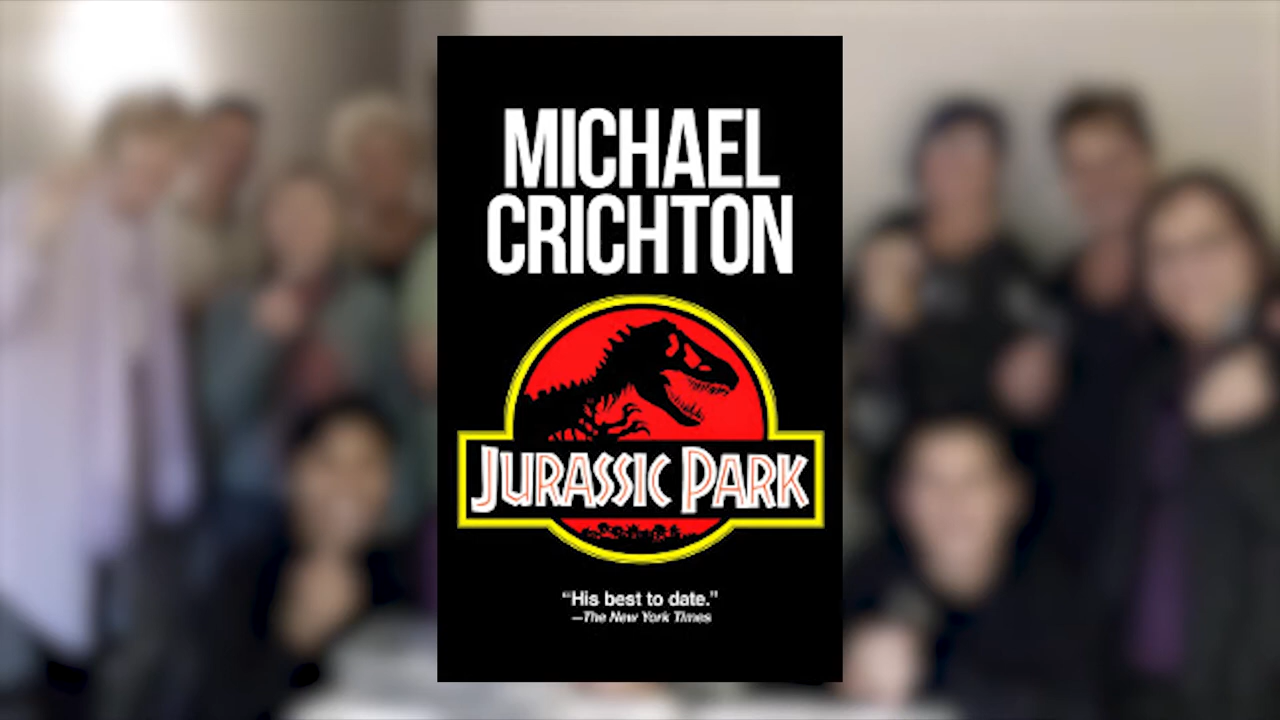 MICHAEL
CRICHTON
JURASSIC PARK
“His best to date.”
—The New York Times